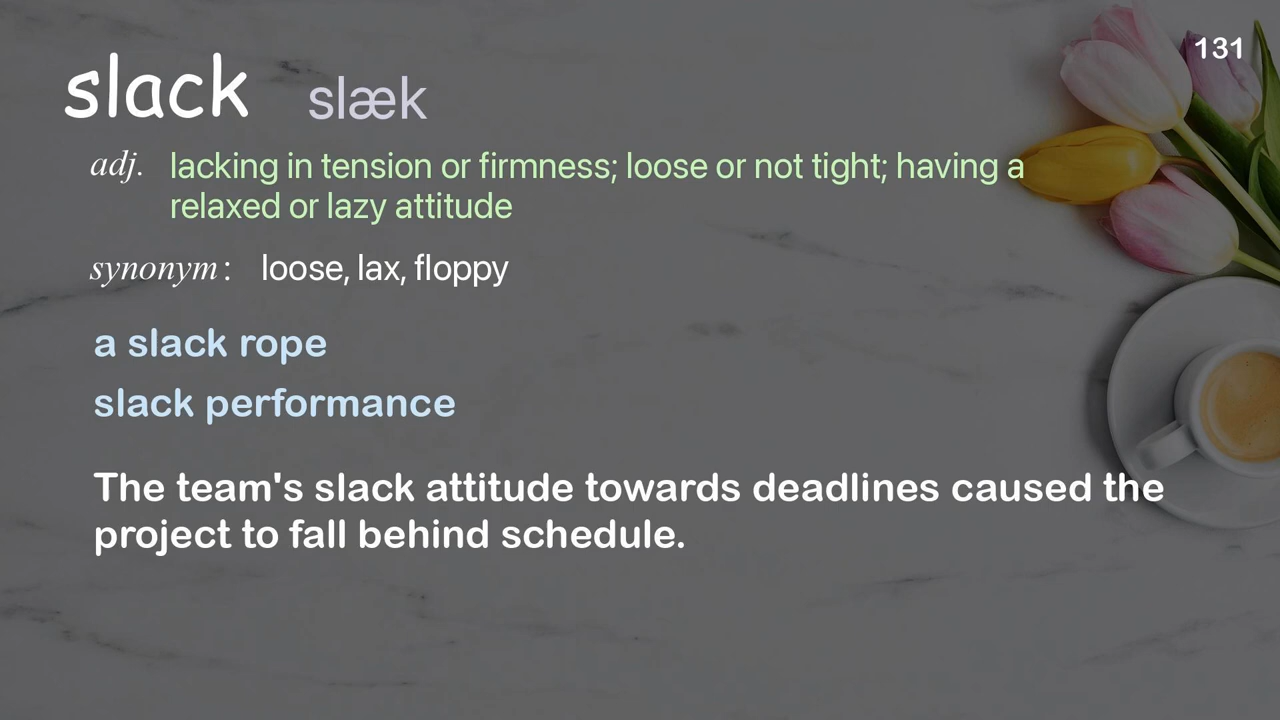 131
slack slæk
adj. lacking in tension or firmness; loose or not tight; having a
relaxed or lazy attitude
synonym: loose, lax, floppy
a slack rope
slack performance
The team's slack attitude towards deadlines caused the
project to fall behind schedule.